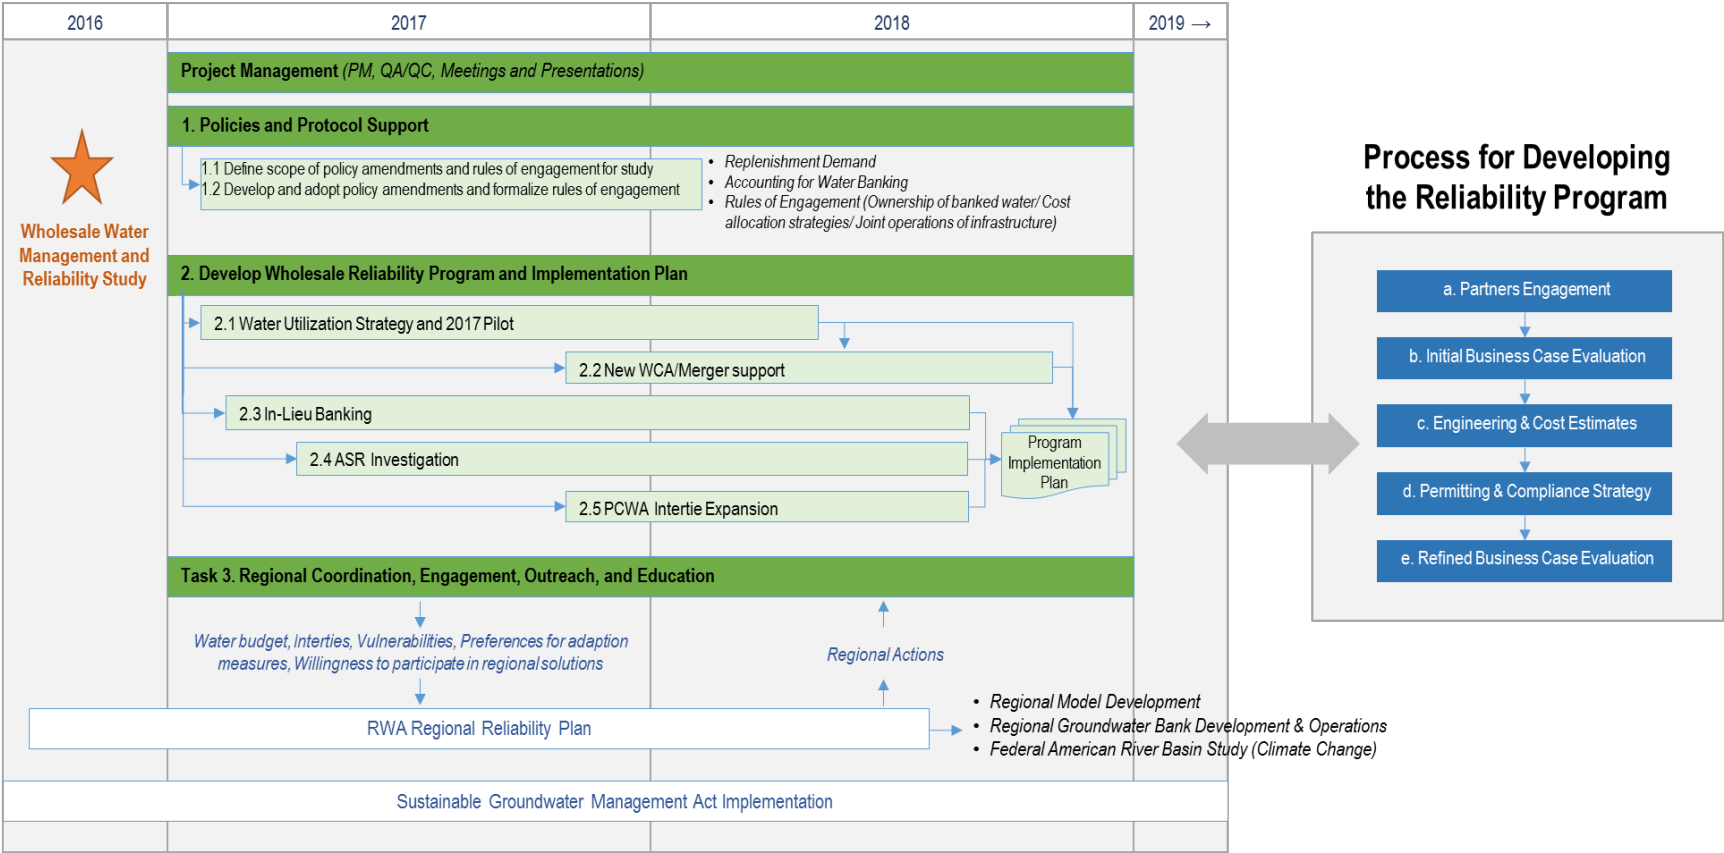 2016
2017
2018
2019 →
Project Management (PM, QA/QC, Meetings and Presentations)
1. Policies and Protocol Support
1.1 Define scope of policy amendments and rules of engagement for study
1.2 Develop and adopt policy amendments and formalize rules of engagement
• Replenishment Demand
• Accounting for Water Banking
• Rules of Engagement (Ownership of banked water/ Cost
allocation strategies/ Joint operations of infrastructure)
Wholesale Water
Management and
Reliability Study
2. Develop Wholesale Reliability Program and Implementation Plan
2.1 Water Utilization Strategy and 2017 Pilot
2.2 New WCA/Merger support
2.3 In-Lieu Banking
2.4 ASR Investigation
2.5 PCWA Intertie Expansion
Program
Implementation
Plan
Task 3. Regional Coordination, Engagement, Outreach, and Education
Water budget, Interties, Vulnerabilities, Preferences for adaption
measures, Willingness to participate in regional solutions
Regional Actions
RWA Regional Reliability Plan
• Regional Model Development
• Regional Groundwater Bank Development & Operations
• Federal American River Basin Study (Climate Change)
Sustainable Groundwater Management Act Implementation
Process for Developing
the Reliability Program
a. Partners Engagement
b. Initial Business Case Evaluation
c. Engineering & Cost Estimates
d. Permitting & Compliance Strategy
e. Refined Business Case Evaluation